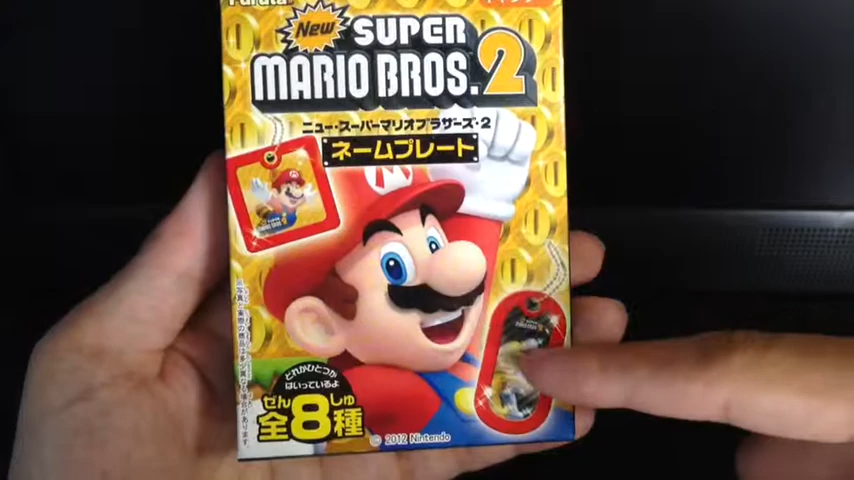 Furuta
New
SUPER
MARIO BROS.2
ニュー・スーパーマリオブラザーズ・2
ネームプレート
M
どれかひとつが
はいっているよ
ぜん しゅ
全8種
© 2012 Nintendo